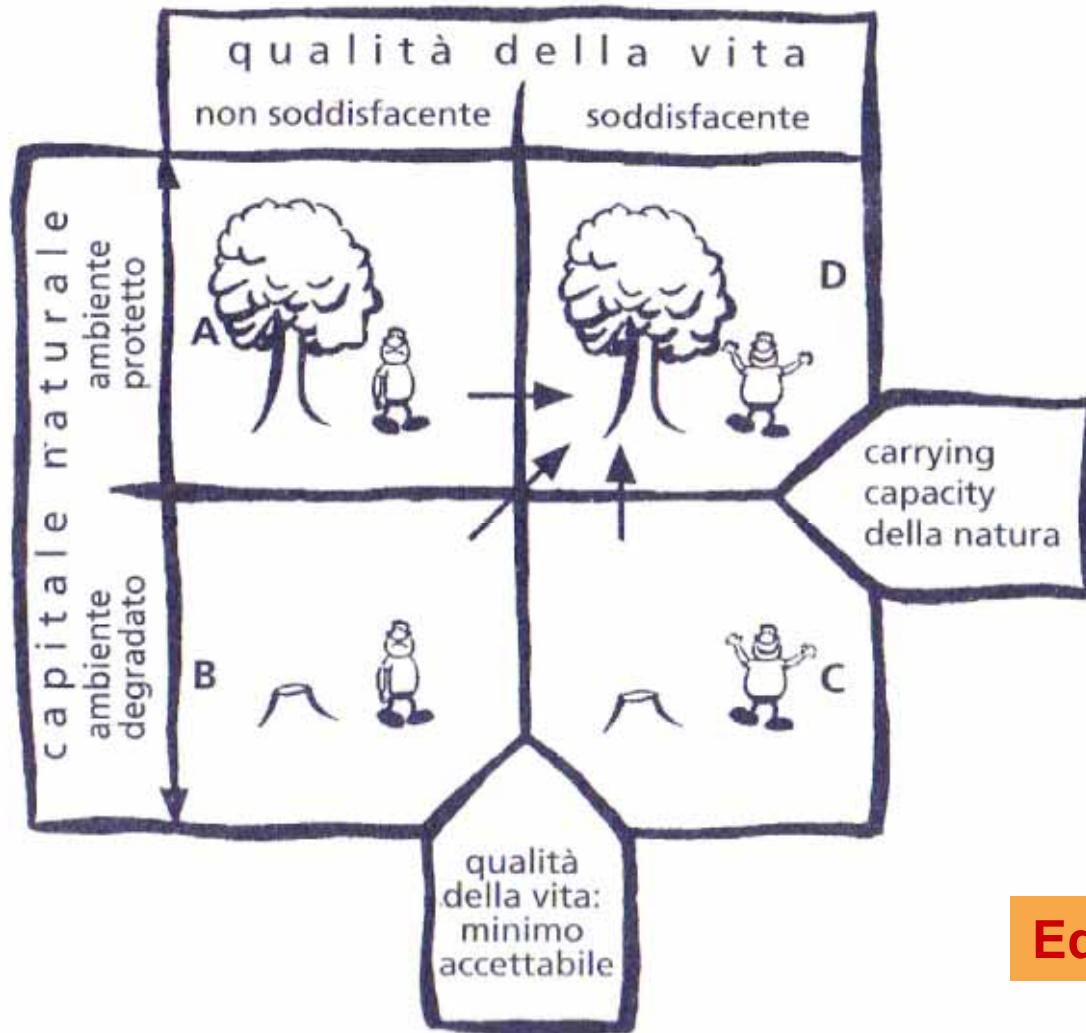 qualità della vita
non soddisfacente
soddisfacente
capitale naturale
ambiente
protetto
ambiente
degradato
A
D
B
C
carrying
capacity
della natura
qualità
della vita:
minimo
accettabile